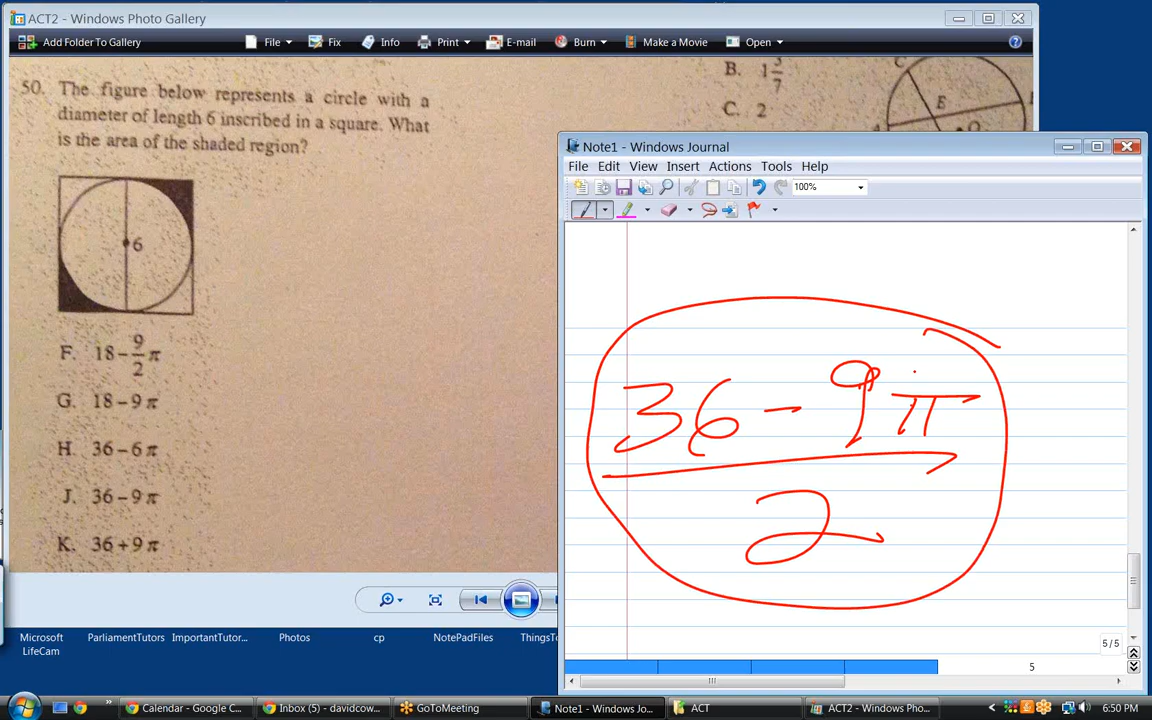 ACT2 - Windows Photo Gallery
Add Folder To Gallery File Fix Info Print E-mail Burn Make a Movie Open
50. The figure below represents a circle with a
diameter of length 6 inscribed in a square. What
is the area of the shaded region?
6
F. 18 - 9/2 π
G. 18 - 9π
H. 36 - 6π
J. 36 - 9π
K. 36 + 9π
B. 1 3/7
C. 2
C
E
Note1 - Windows Journal
File Edit View Insert Actions Tools Help
100%
36 - 9π
2
5 / 5
5
Microsoft LifeCam
ParliamentTutors
ImportantTutor...
Photos
cp
NotePadFiles
Calendar - Google C...
Inbox (5) - davidcow...
GoToMeeting
Note1 - Windows Jo...
ACT
ACT2 - Windows Pho...
6:50 PM